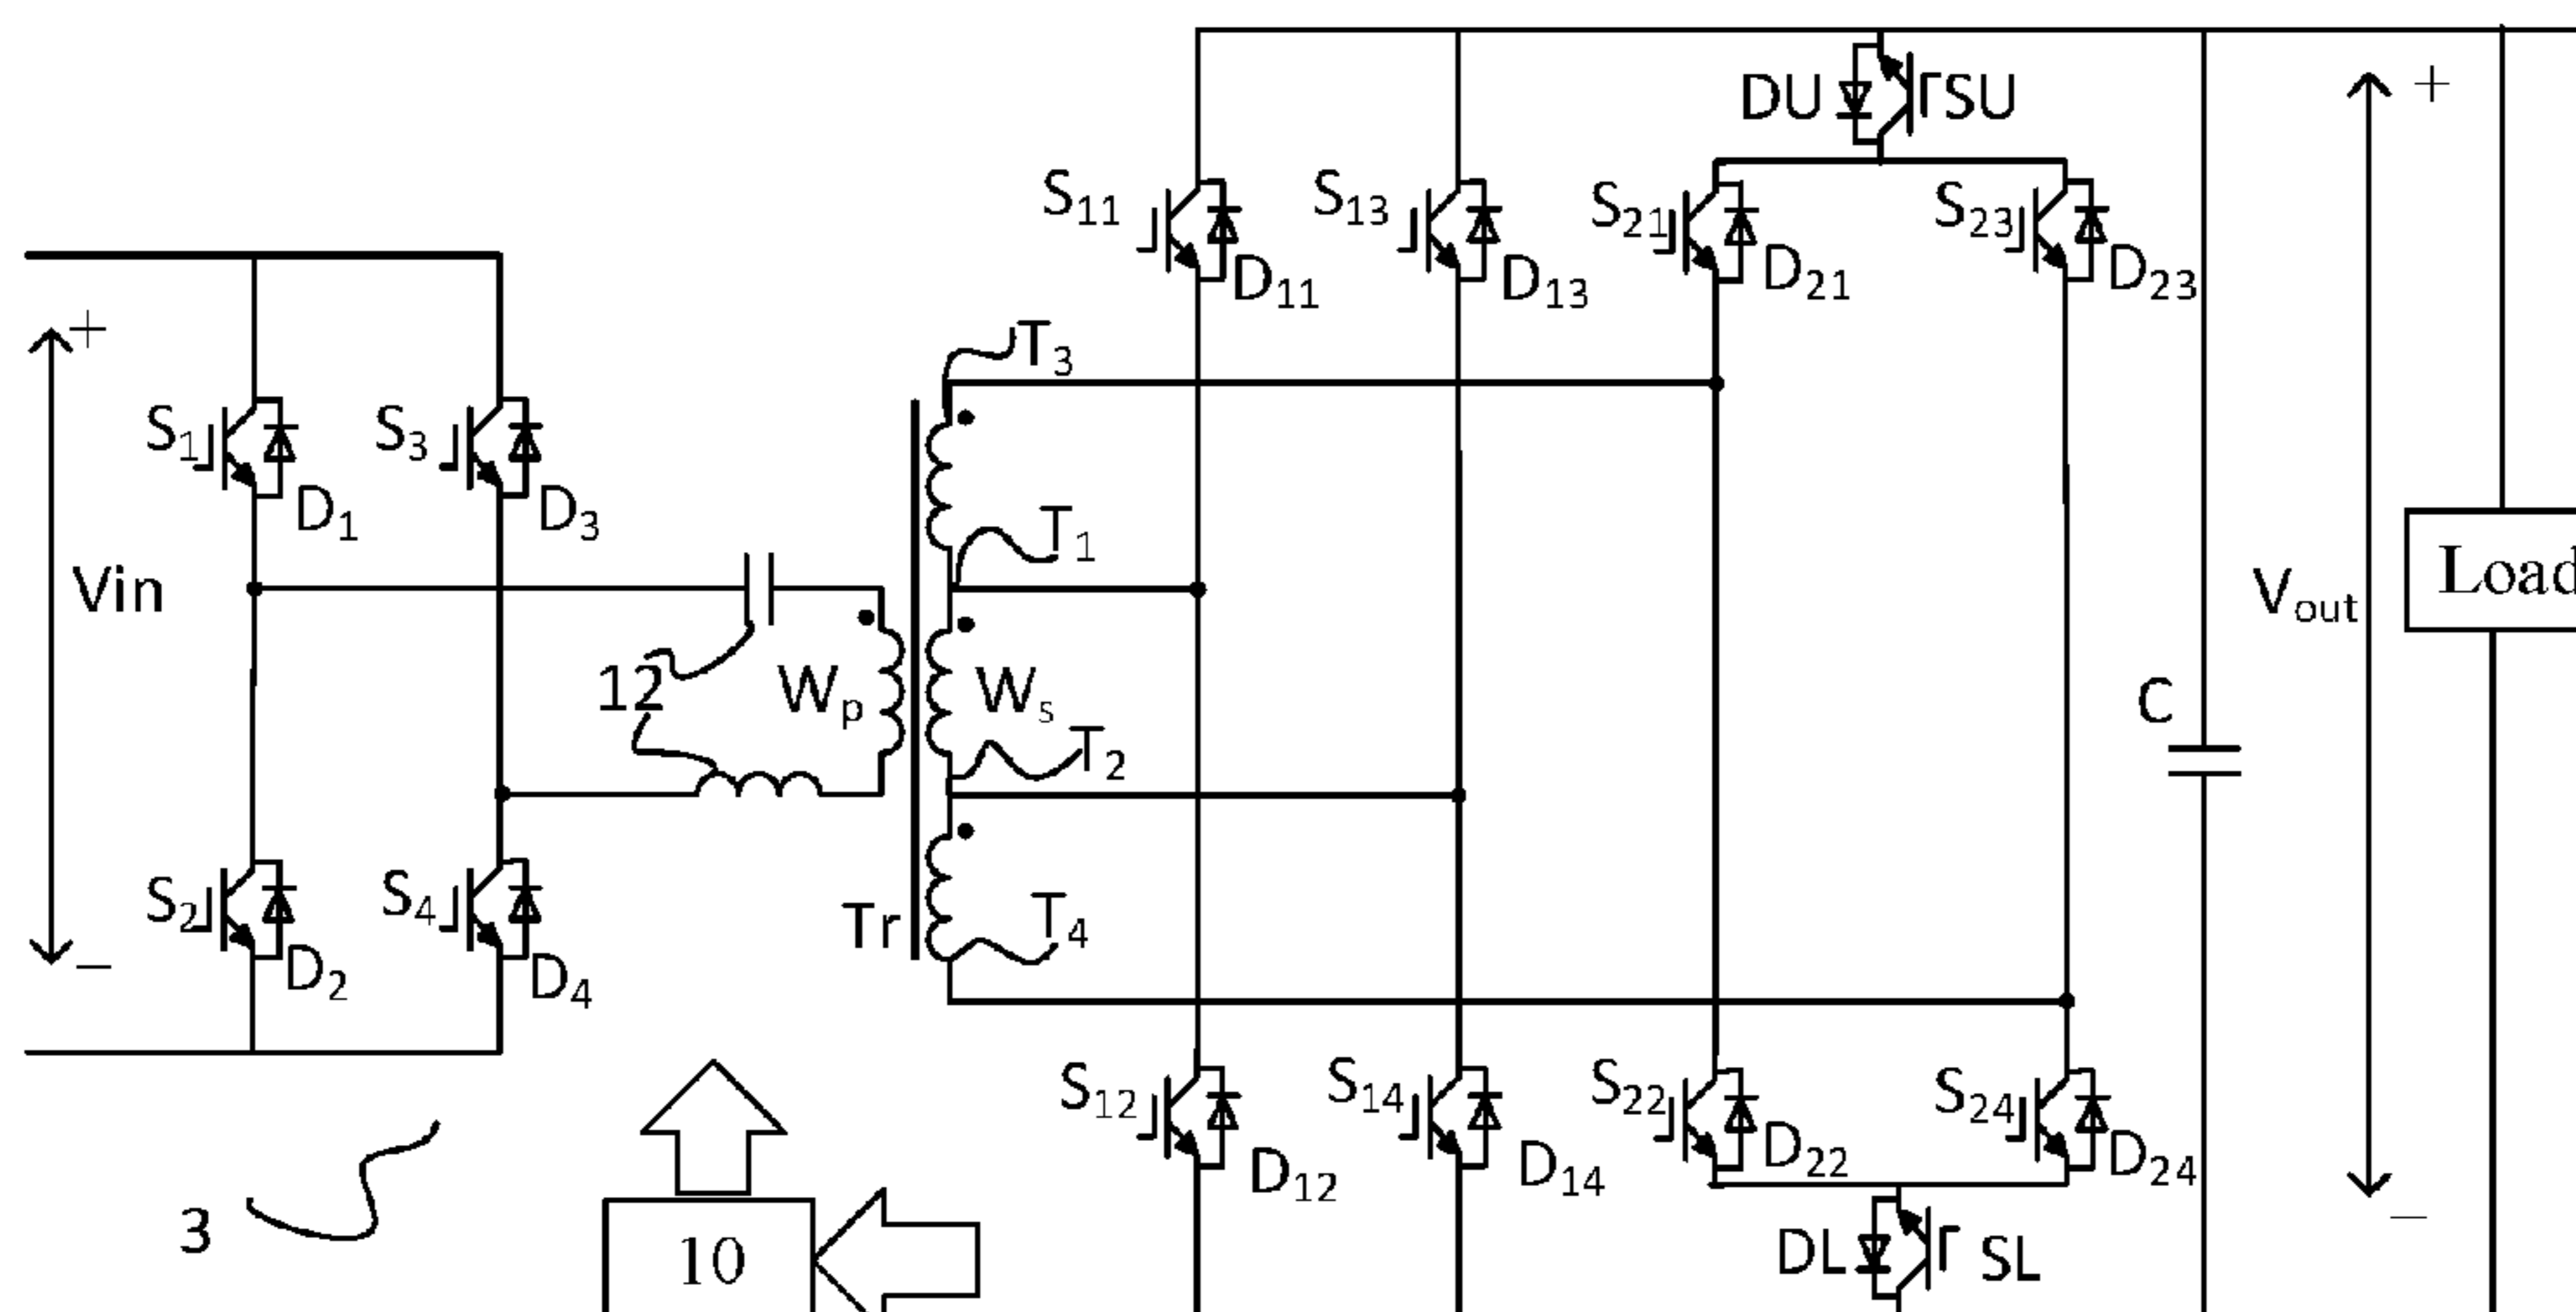 DU
SU
+
S11
S13
S21
S23
D11
D13
D21
D23
+
T3
S1
S3
D1
D3
T1
Vin
Vout
Load
12
Wp
Ws
C
T2
S2
S4
Tr
T4
−
D2
D4
S12
S14
S22
S24
D12
D14
D22
D24
3
10
DL
SL
−